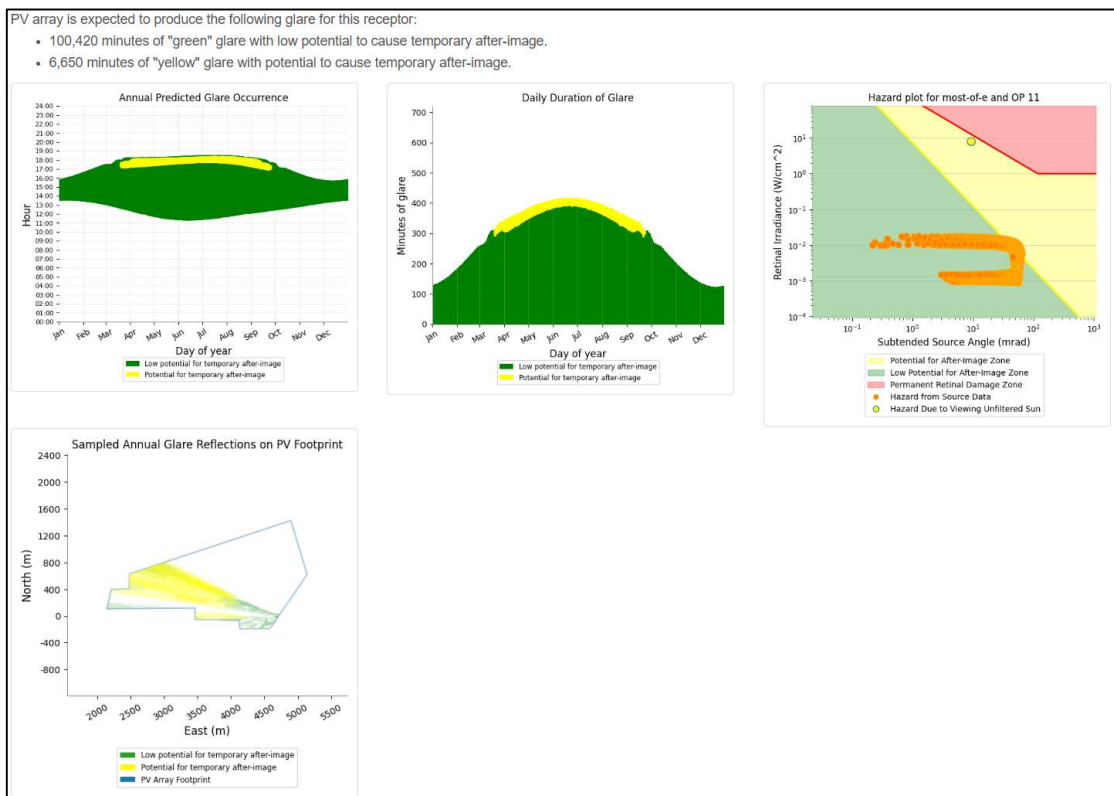 PV array is expected to produce the following glare for this receptor:
• 100,420 minutes of "green" glare with low potential to cause temporary after-image.
• 6,650 minutes of "yellow" glare with potential to cause temporary after-image.
Annual Predicted Glare Occurrence
24:00
23:00
22:00
21:00
20:00
19:00
18:00
17:00
16:00
15:00
14:00
13:00
12:00
11:00
10:00
09:00
08:00
07:00
06:00
05:00
04:00
03:00
02:00
01:00
00:00
Hour
Jan Feb Mar Apr May Jun Jul Aug Sep Oct Nov Dec
Day of year
Low potential for temporary after-image
Potential for temporary after-image
Daily Duration of Glare
700
600
500
400
300
200
100
0
Minutes of glare
Jan Feb Mar Apr May Jun Jul Aug Sep Oct Nov Dec
Day of year
Low potential for temporary after-image
Potential for temporary after-image
Hazard plot for most-of-e and OP 11
10^1
10^0
10^-1
10^-2
10^-3
10^-4
Retinal Irradiance (W/cm^2)
10^-1 10^0 10^1 10^2 10^3
Subtended Source Angle (mrad)
Potential for After-Image Zone
Low Potential for After-Image Zone
Permanent Retinal Damage Zone
Hazard from Source Data
Hazard Due to Viewing Unfiltered Sun
Sampled Annual Glare Reflections on PV Footprint
2400
2000
1600
1200
800
400
0
-400
-800
North (m)
2000 2500 3000 3500 4000 4500 5000 5500
East (m)
Low potential for temporary after-image
Potential for temporary after-image
PV Array Footprint